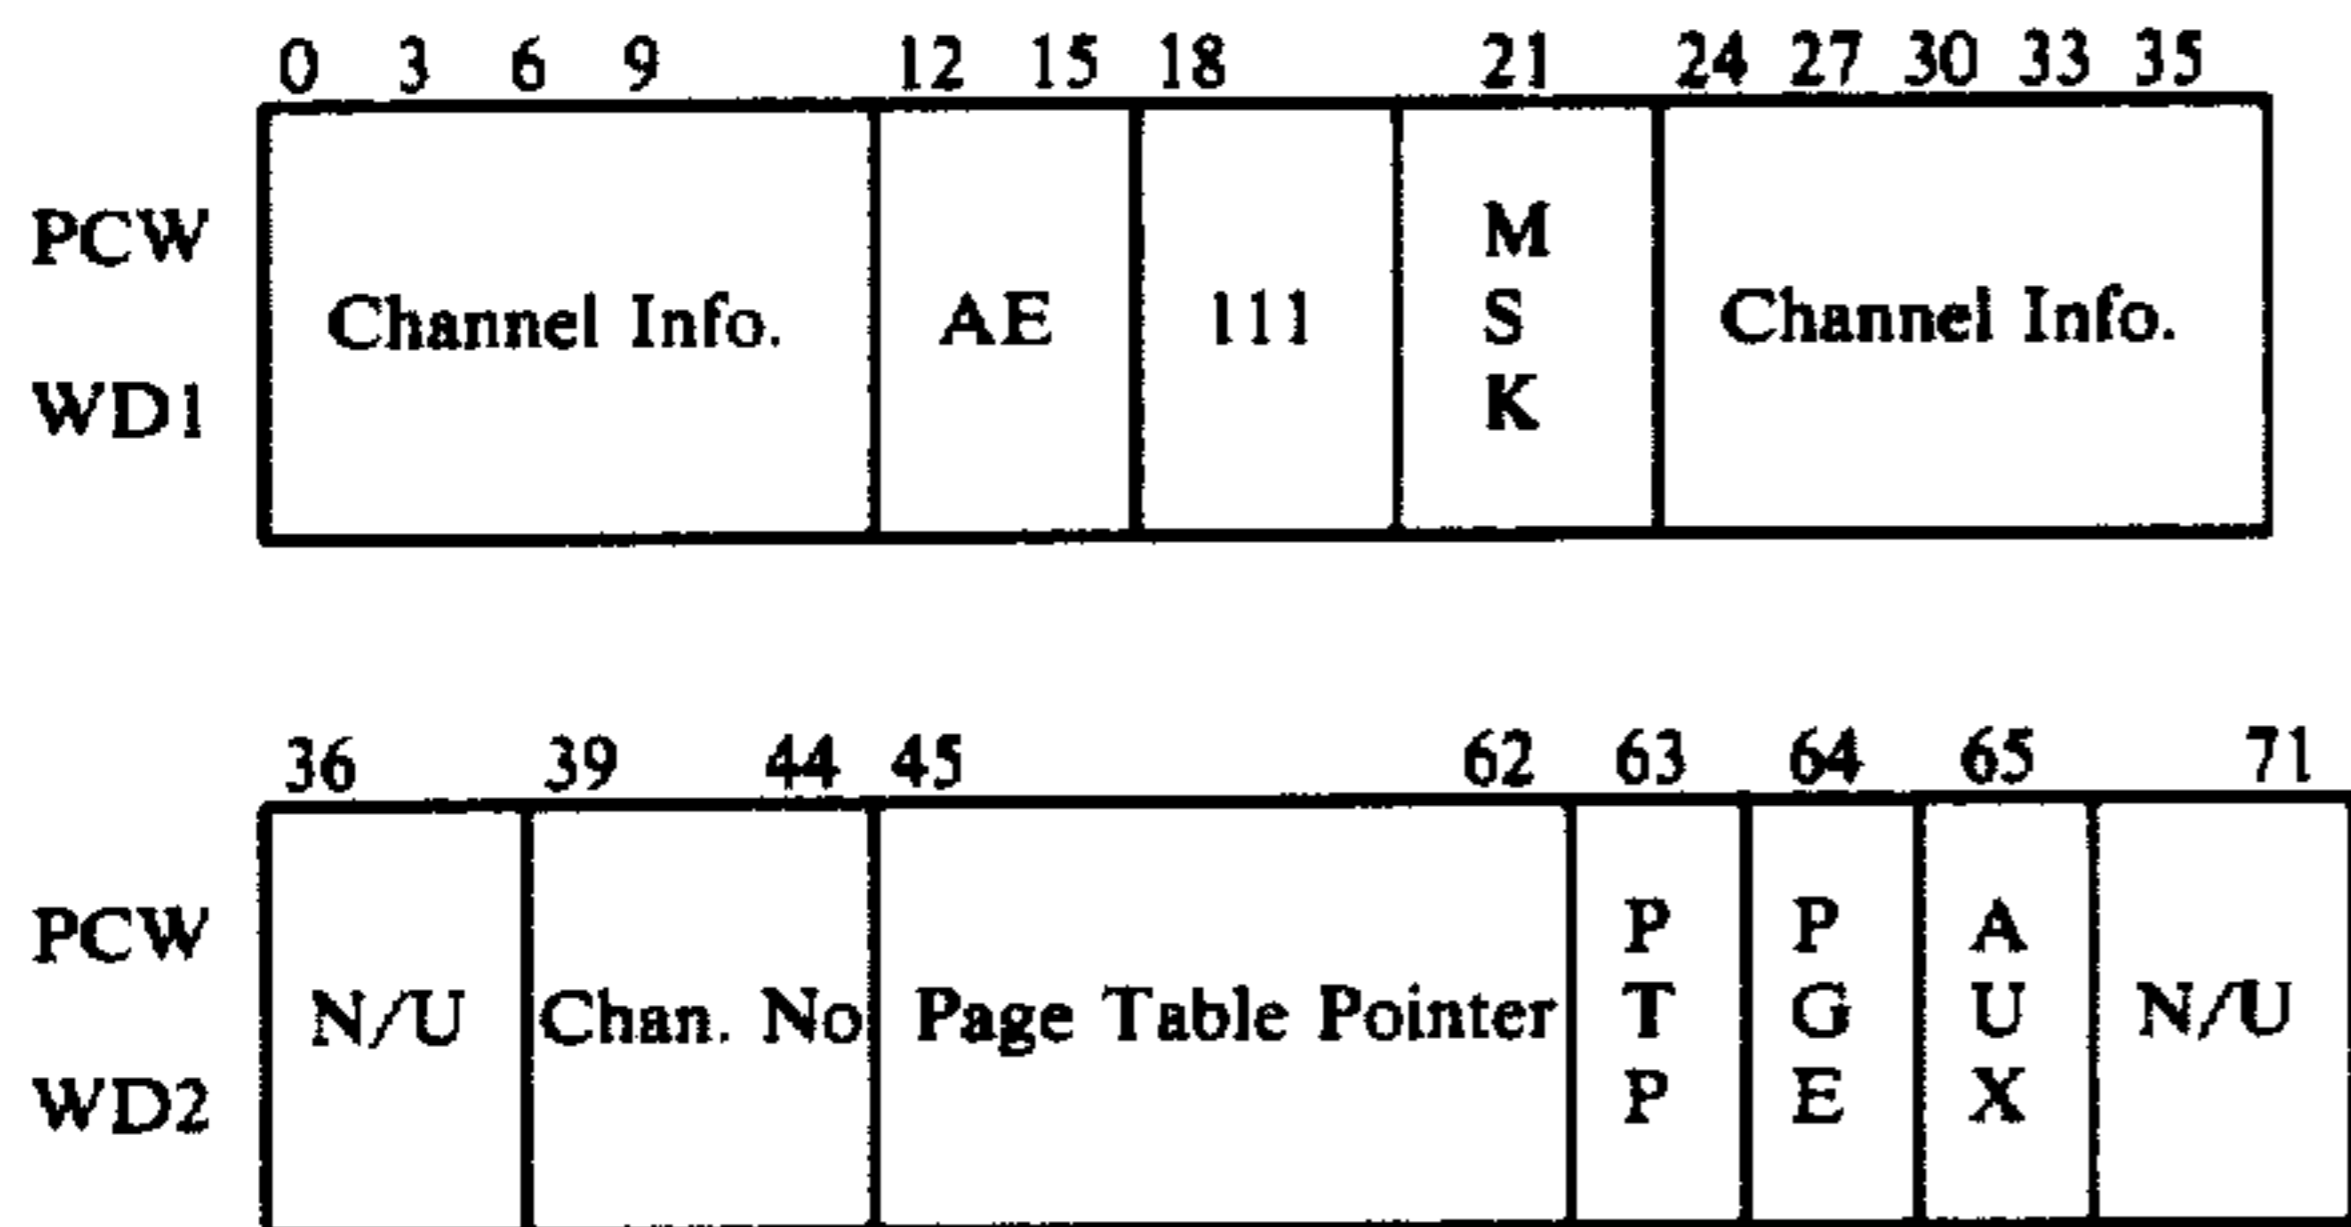 0 3 6 9 12 15 18 21 24 27 30 33 35
PCW
WD1
Channel Info.
AE
111
M
S
K
Channel Info.
36 39 44 45 62 63 64 65 71
PCW
WD2
N/U
Chan. No
Page Table Pointer
P
T
P
P
G
E
A
U
X
N/U